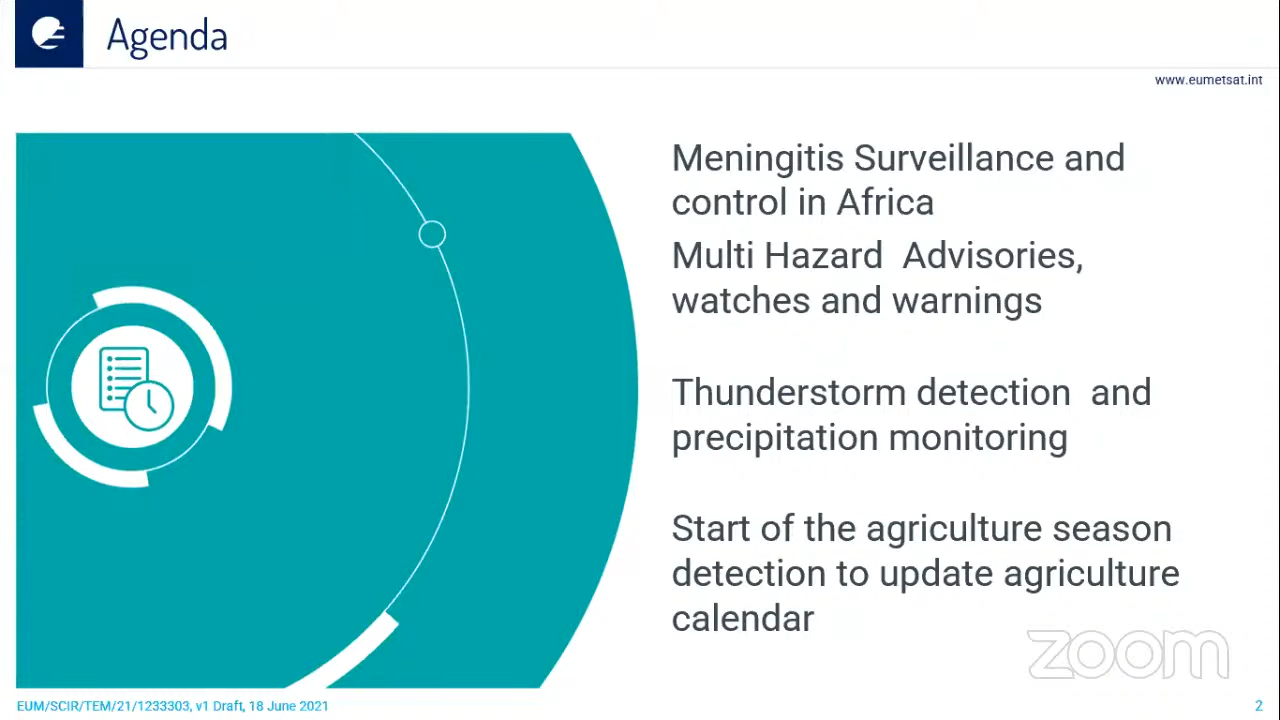 Agenda
www.eumetsat.int
Meningitis Surveillance and
control in Africa
Multi Hazard  Advisories,
watches and warnings
Thunderstorm detection  and
precipitation monitoring
Start of the agriculture season
detection to update agriculture
calendar
zoom
EUM/SCIR/TEM/21/1233303, v1 Draft, 18 June 2021
2